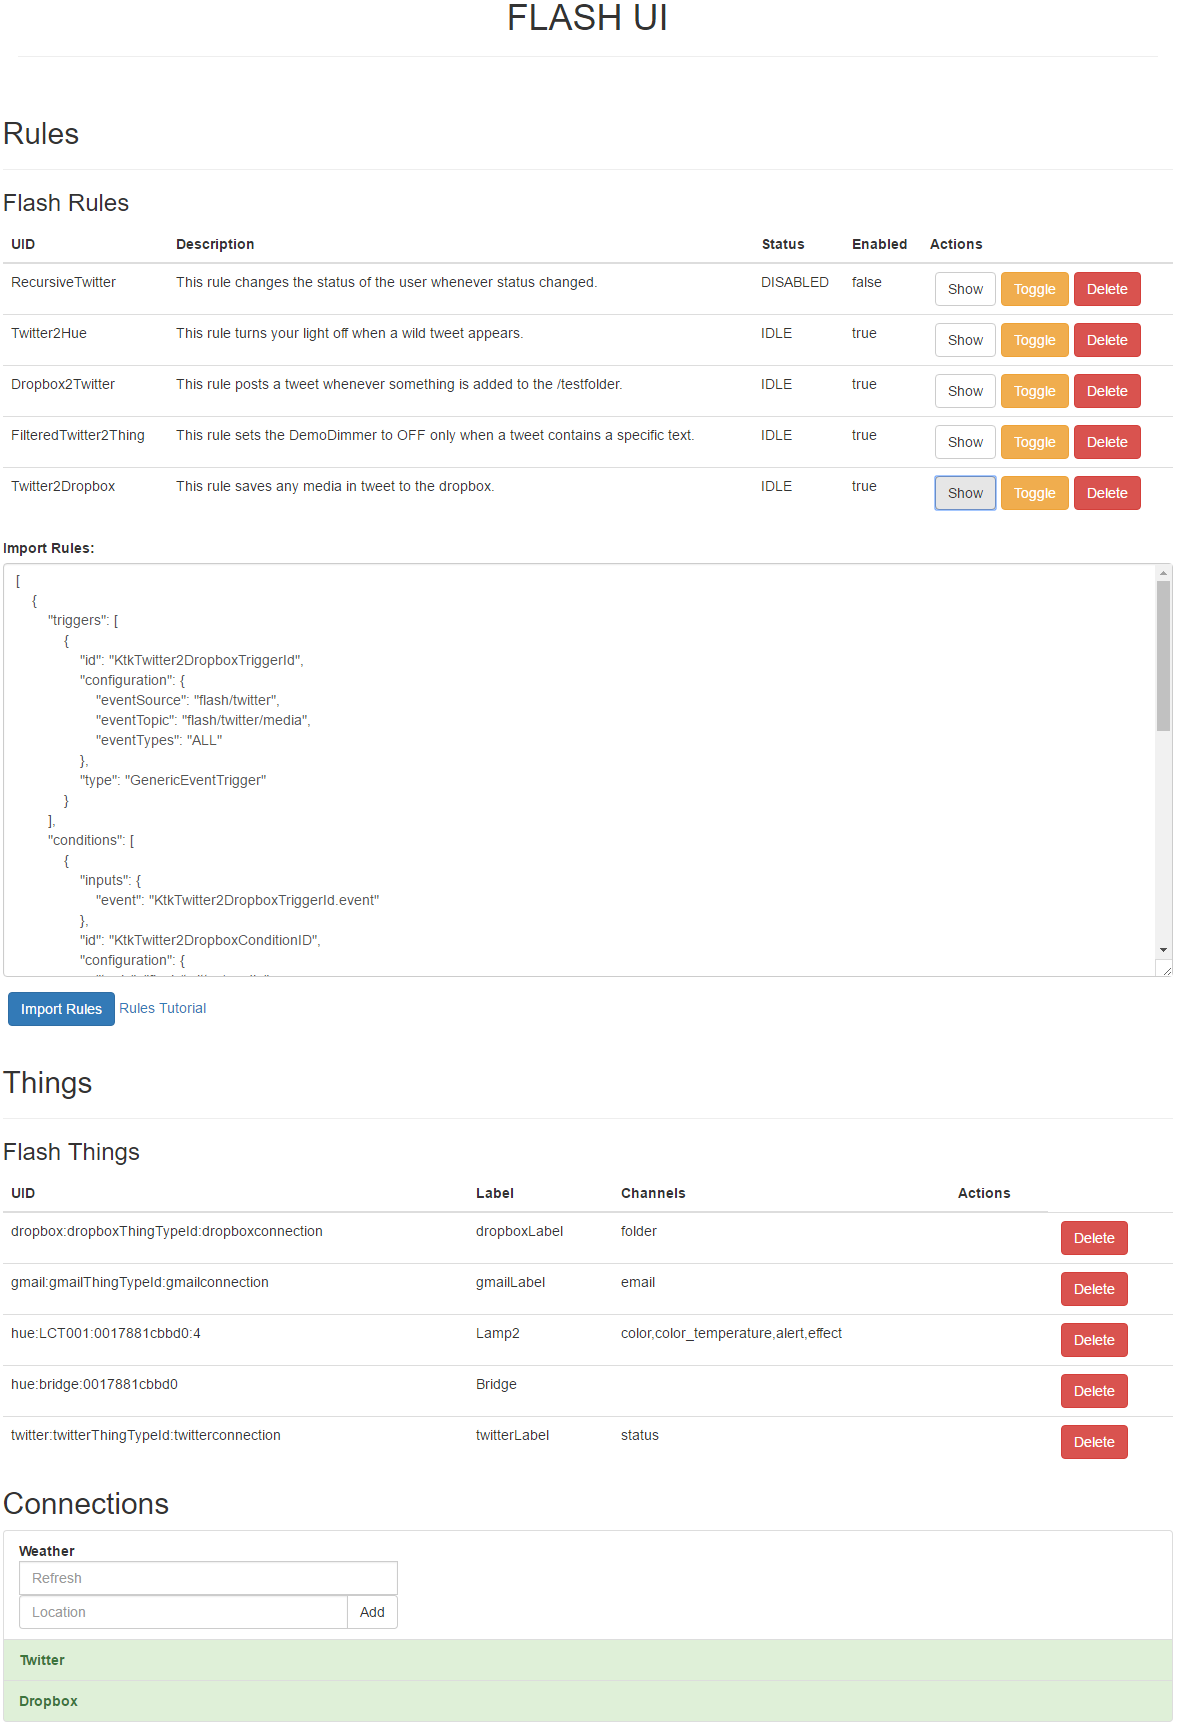 FLASH UI
Rules
Flash Rules
UID Description Status Enabled Actions
RecursiveTwitter This rule changes the status of the user whenever status changed. DISABLED false Show Toggle Delete
Twitter2Hue This rule turns your light off when a wild tweet appears. IDLE true Show Toggle Delete
Dropbox2Twitter This rule posts a tweet whenever something is added to the /testfolder. IDLE true Show Toggle Delete
FilteredTwitter2Thing This rule sets the DemoDimmer to OFF only when a tweet contains a specific text. IDLE true Show Toggle Delete
Twitter2Dropbox This rule saves any media in tweet to the dropbox. IDLE true Show Toggle Delete
Import Rules:
[
{
"triggers": [
{
"id": "KtkTwitter2DropboxTriggerId",
"configuration": {
"eventSource": "flash/twitter",
"eventTopic": "flash/twitter/media",
"eventTypes": "ALL"
},
"type": "GenericEventTrigger"
}
],
"conditions": [
{
"inputs": {
"event": "KtkTwitter2DropboxTriggerId.event"
},
"id": "KtkTwitter2DropboxConditionID",
"configuration": {
Import Rules Rules Tutorial
Things
Flash Things
UID Label Channels Actions
dropbox:dropboxThingTypeId:dropboxconnection dropboxLabel folder Delete
gmail:gmailThingTypeId:gmailconnection gmailLabel email Delete
hue:LCT001:0017881cbbd0:4 Lamp2 color,color_temperature,alert,effect Delete
hue:bridge:0017881cbbd0 Bridge Delete
twitter:twitterThingTypeId:twitterconnection twitterLabel status Delete
Connections
Weather
Refresh
Location Add
Twitter
Dropbox